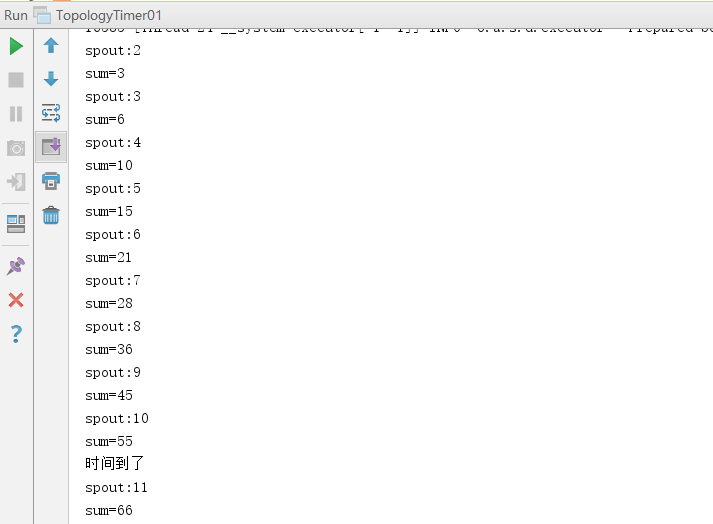 Run TopologyTimer01
spout:2
sum=3
spout:3
sum=6
spout:4
sum=10
spout:5
sum=15
spout:6
sum=21
spout:7
sum=28
spout:8
sum=36
spout:9
sum=45
spout:10
sum=55
时间到了
spout:11
sum=66